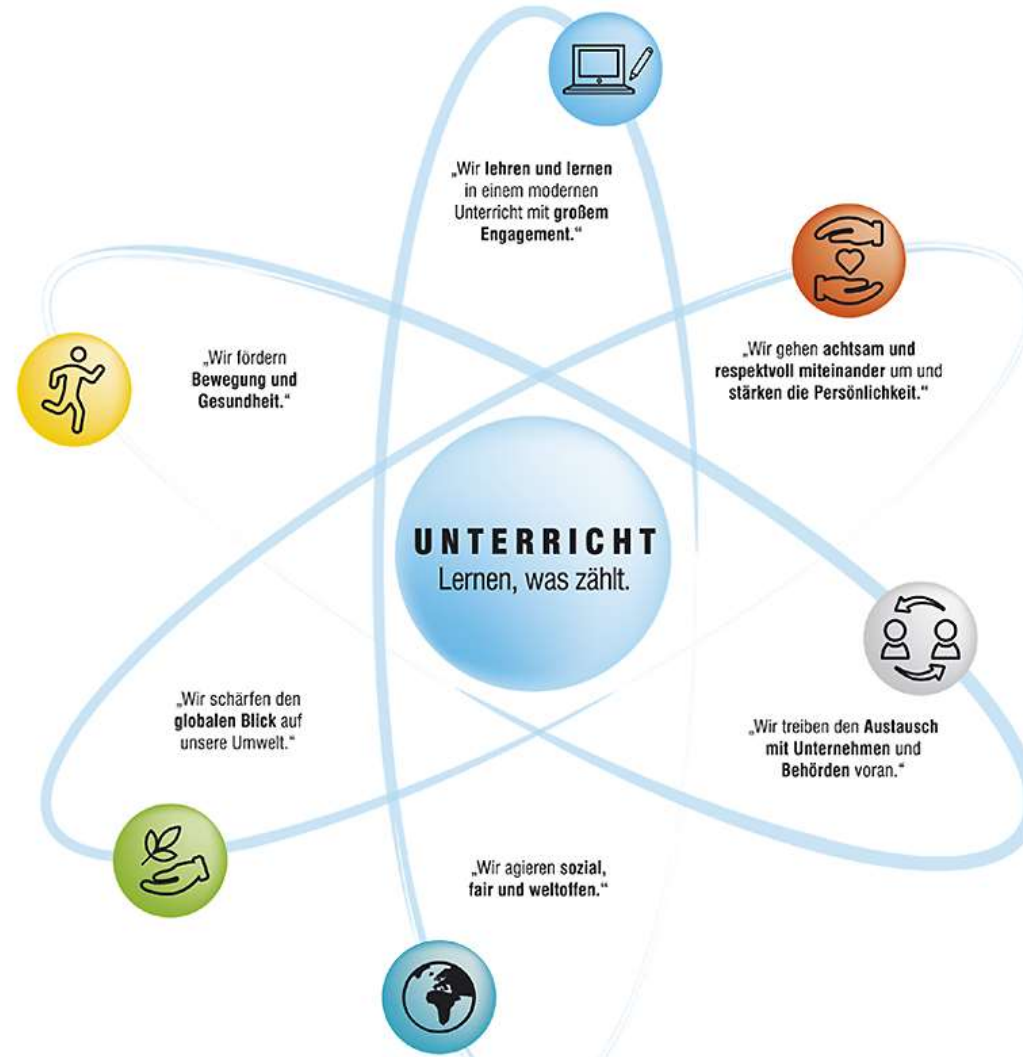 „Wir lehren und lernen
in einem modernen
Unterricht mit großem
Engagement.“
„Wir gehen achtsam und
respektvoll miteinander um und
stärken die Persönlichkeit."
„Wir fördern
Bewegung und
Gesundheit.“
UNTERRICHT
Lernen, was zählt.
„Wir schärfen den
globalen Blick auf
unsere Umwelt.“
„Wir treiben den Austausch
mit Unternehmen und
Behörden voran.“
„Wir agieren sozial,
fair und weltoffen.“